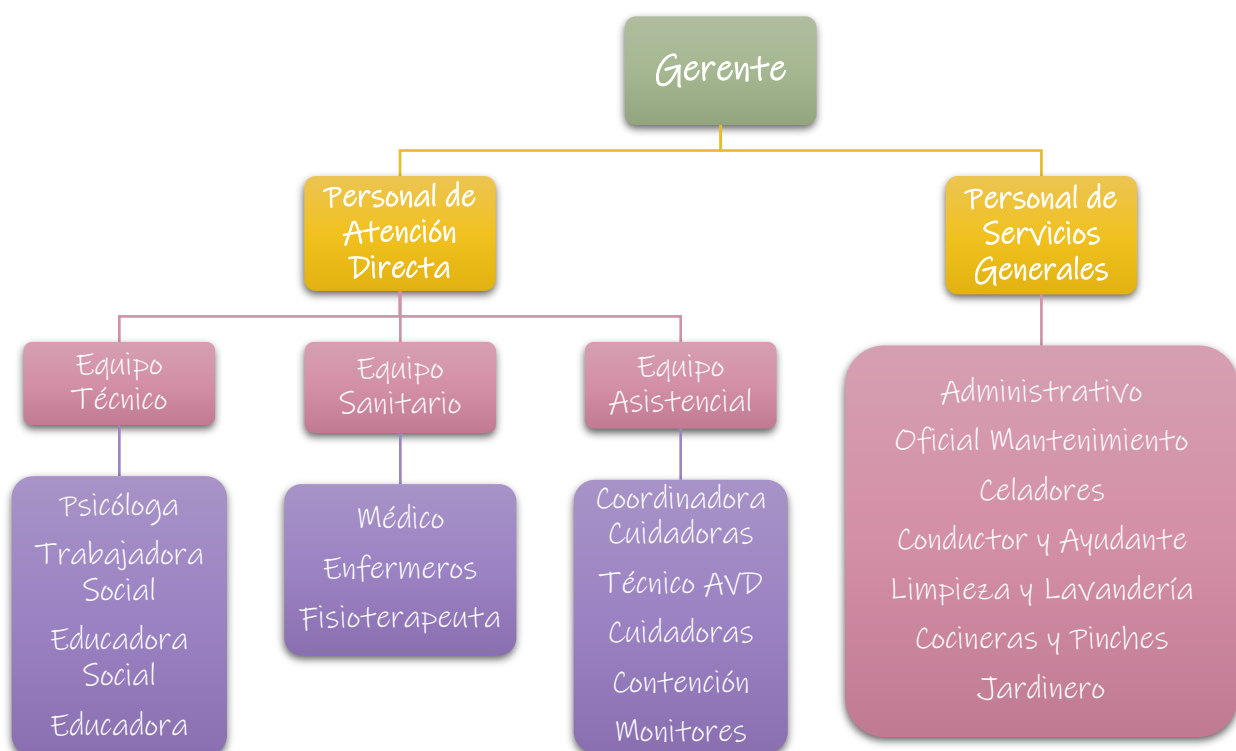 Gerente
Personal de
Atención
Directa
Personal de
Servicios
Generales
Equipo
Técnico
Equipo
Sanitario
Equipo
Asistencial
Psicóloga
Trabajadora
Social
Educadora
Social
Educadora
Médico
Enfermeros
Fisioterapeuta
Coordinadora
Cuidadoras
Técnico AVD
Cuidadoras
Contención
Monitores
Administrativo
Oficial Mantenimiento
Celadores
Conductor y Ayudante
Limpieza y Lavandería
Cocineras y Pinches
Jardinero